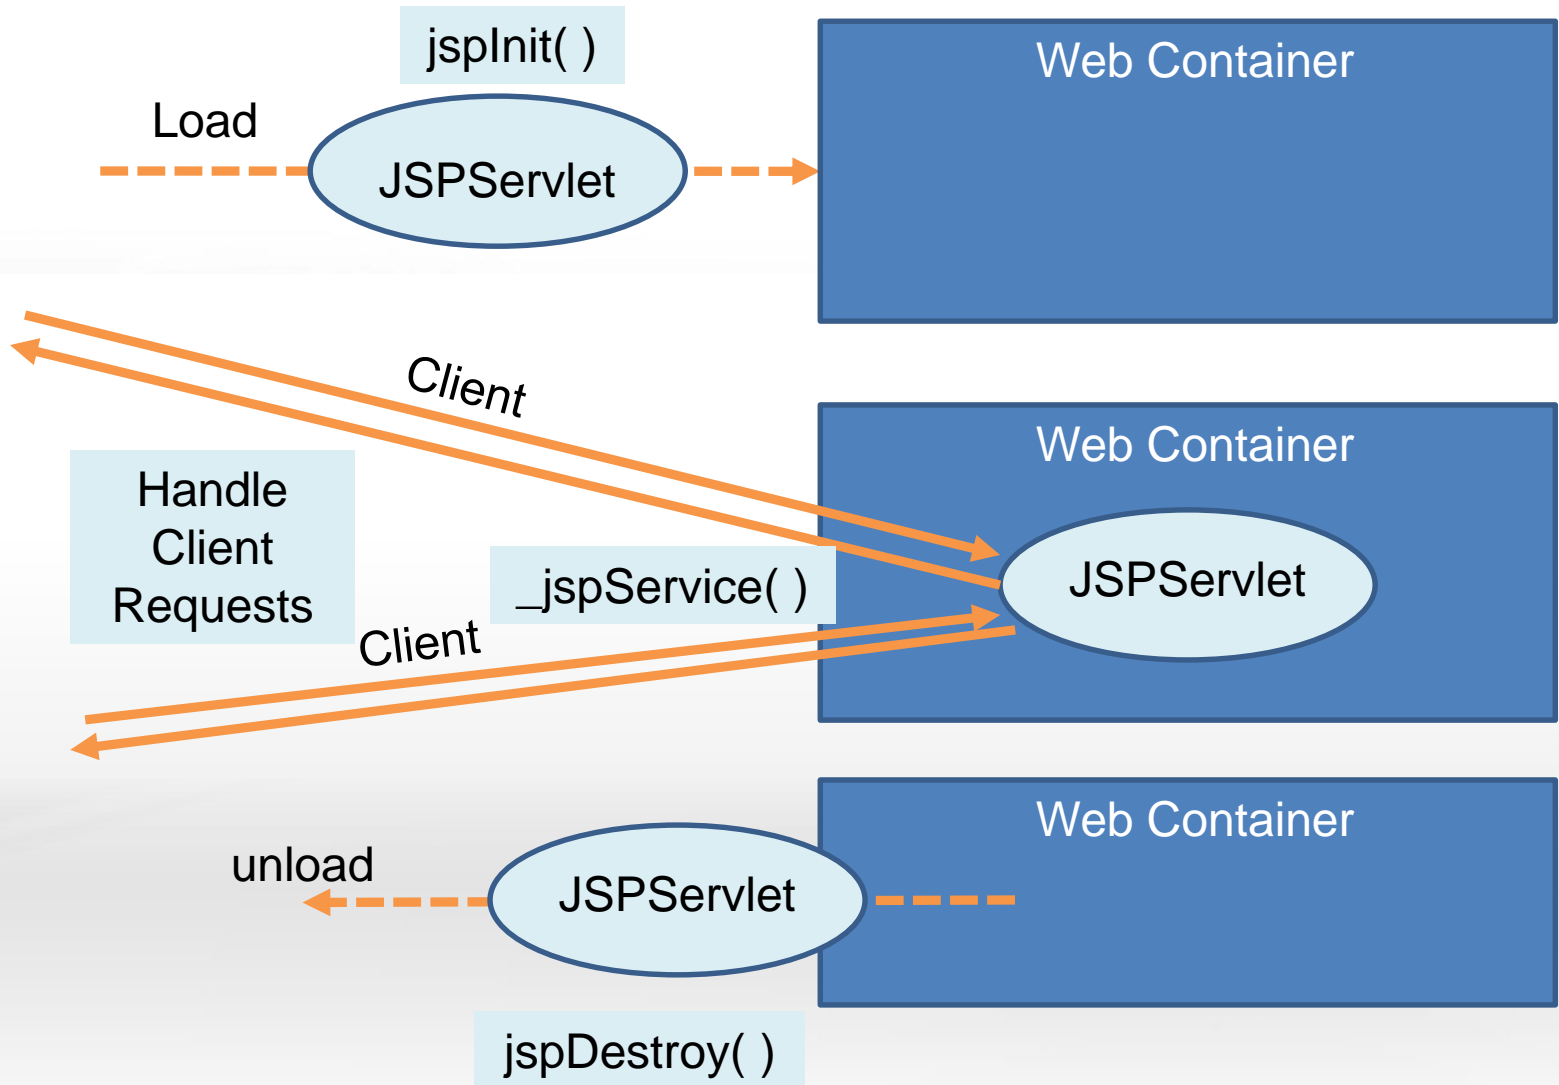 jspInit( )
Web Container
Load
JSPServlet
Client
Web Container
Handle
Client
Requests
_jspService( )
JSPServlet
Client
Web Container
unload
JSPServlet
jspDestroy( )